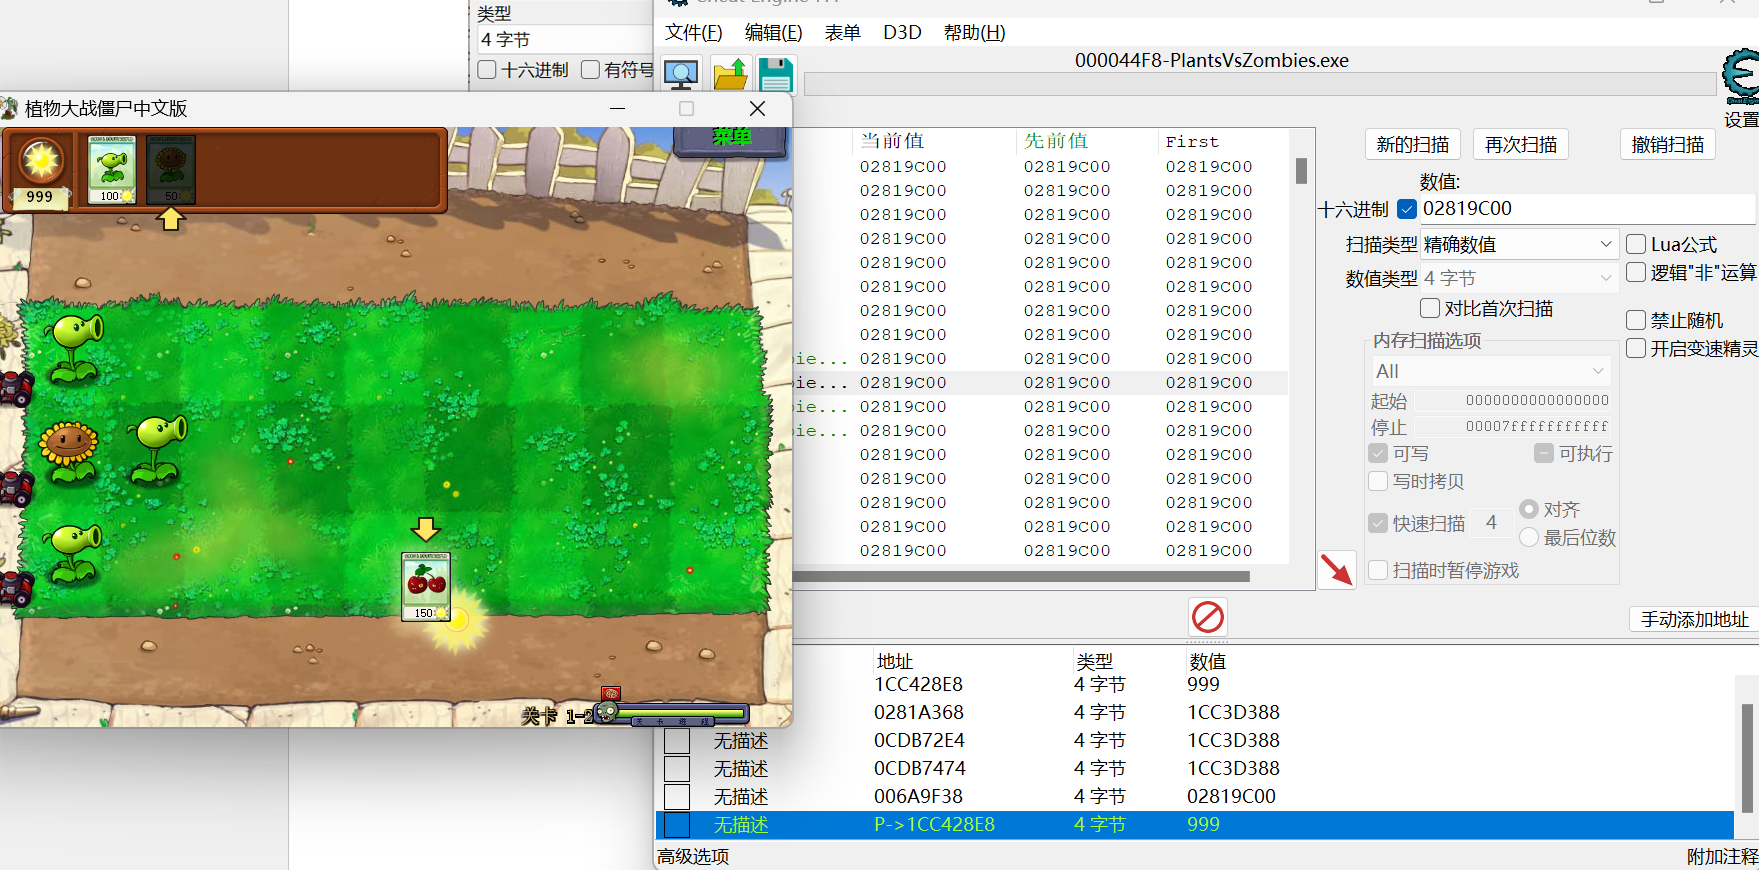 类型
4 字节
十六进制
有符号
文件(F) 编辑(E) 表单 D3D 帮助(H)
000044F8-PlantsVsZombies.exe
设置
植物大战僵尸中文版
999
100
50
菜单
150
关卡 1-2
当前值 先前值 First
02819C00 02819C00 02819C00
02819C00 02819C00 02819C00
02819C00 02819C00 02819C00
02819C00 02819C00 02819C00
02819C00 02819C00 02819C00
02819C00 02819C00 02819C00
02819C00 02819C00 02819C00
02819C00 02819C00 02819C00
bie... 02819C00 02819C00 02819C00
bie... 02819C00 02819C00 02819C00
bie... 02819C00 02819C00 02819C00
bie... 02819C00 02819C00 02819C00
02819C00 02819C00 02819C00
02819C00 02819C00 02819C00
02819C00 02819C00 02819C00
02819C00 02819C00 02819C00
02819C00 02819C00 02819C00
新的扫描 再次扫描 撤销扫描
数值:
十六进制 02819C00
扫描类型 精确数值 Lua公式
数值类型 4 字节 逻辑"非"运算
对比首次扫描
禁止随机
内存扫描选项
开启变速精灵
All
起始 0000000000000000
停止 00007fffffffffff
可写 可执行
写时拷贝
快速扫描 4 对齐
最后位数
扫描时暂停游戏
手动添加地址
地址 类型 数值
1CC428E8 4 字节 999
0281A368 4 字节 1CC3D388
无描述 0CDB72E4 4 字节 1CC3D388
无描述 0CDB7474 4 字节 1CC3D388
无描述 006A9F38 4 字节 02819C00
无描述 P->1CC428E8 4 字节 999
高级选项 附加注释